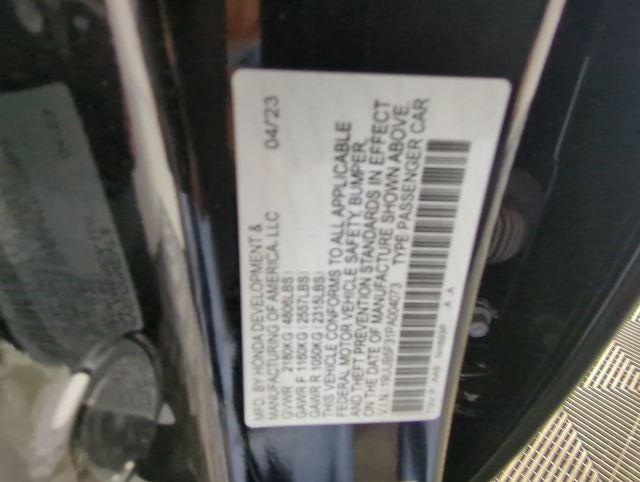 MFD. BY HONDA DEVELOPMENT &
MANUFACTURING OF AMERICA, LLC 04/23
GVWR 2180KG (4806LBS)
GAWR F 1160KG (2557LBS)
GAWR R 1050KG (2315LBS)
THIS VEHICLE CONFORMS TO ALL APPLICABLE
FEDERAL MOTOR VEHICLE SAFETY, BUMPER,
AND THEFT PREVENTION STANDARDS IN EFFECT
ON THE DATE OF MANUFACTURE SHOWN ABOVE.
V.I.N. 19UUB5F31PA004073 TYPE:PASSENGER CAR
A A